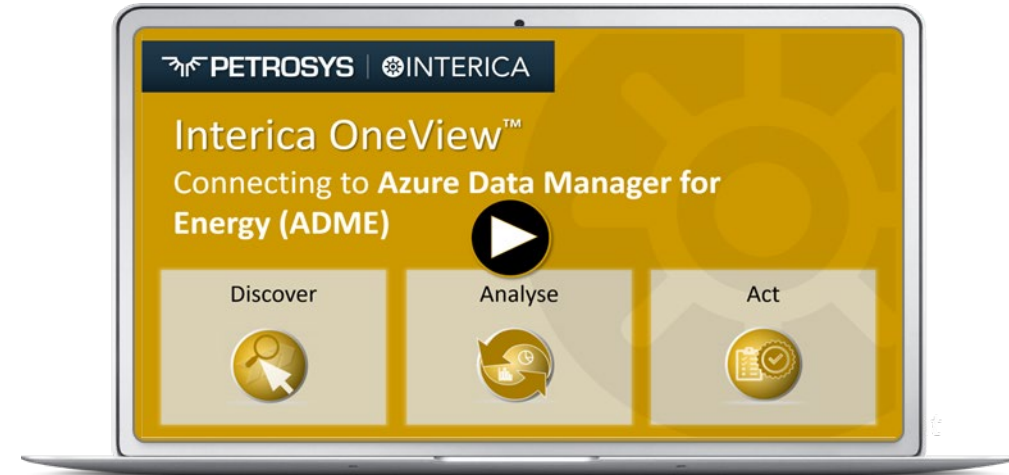 PETROSYS | INTERICA
Interica OneView™
Connecting to Azure Data Manager for
Energy (ADME)
Discover
Analyse
Act